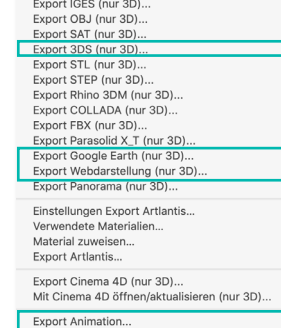 Export IGES (nur 3D)...
Export OBJ (nur 3D)...
Export SAT (nur 3D)...
Export 3DS (nur 3D)...
Export STL (nur 3D)...
Export STEP (nur 3D)...
Export Rhino 3DM (nur 3D)...
Export COLLADA (nur 3D)...
Export FBX (nur 3D)...
Export Parasolid X_T (nur 3D)...
Export Google Earth (nur 3D)...
Export Webdarstellung (nur 3D)...
Export Panorama (nur 3D)...
Einstellungen Export Artlantis...
Verwendete Materialien...
Material zuweisen...
Export Artlantis...
Export Cinema 4D (nur 3D)...
Mit Cinema 4D öffnen/aktualisieren (nur 3D)...
Export Animation...